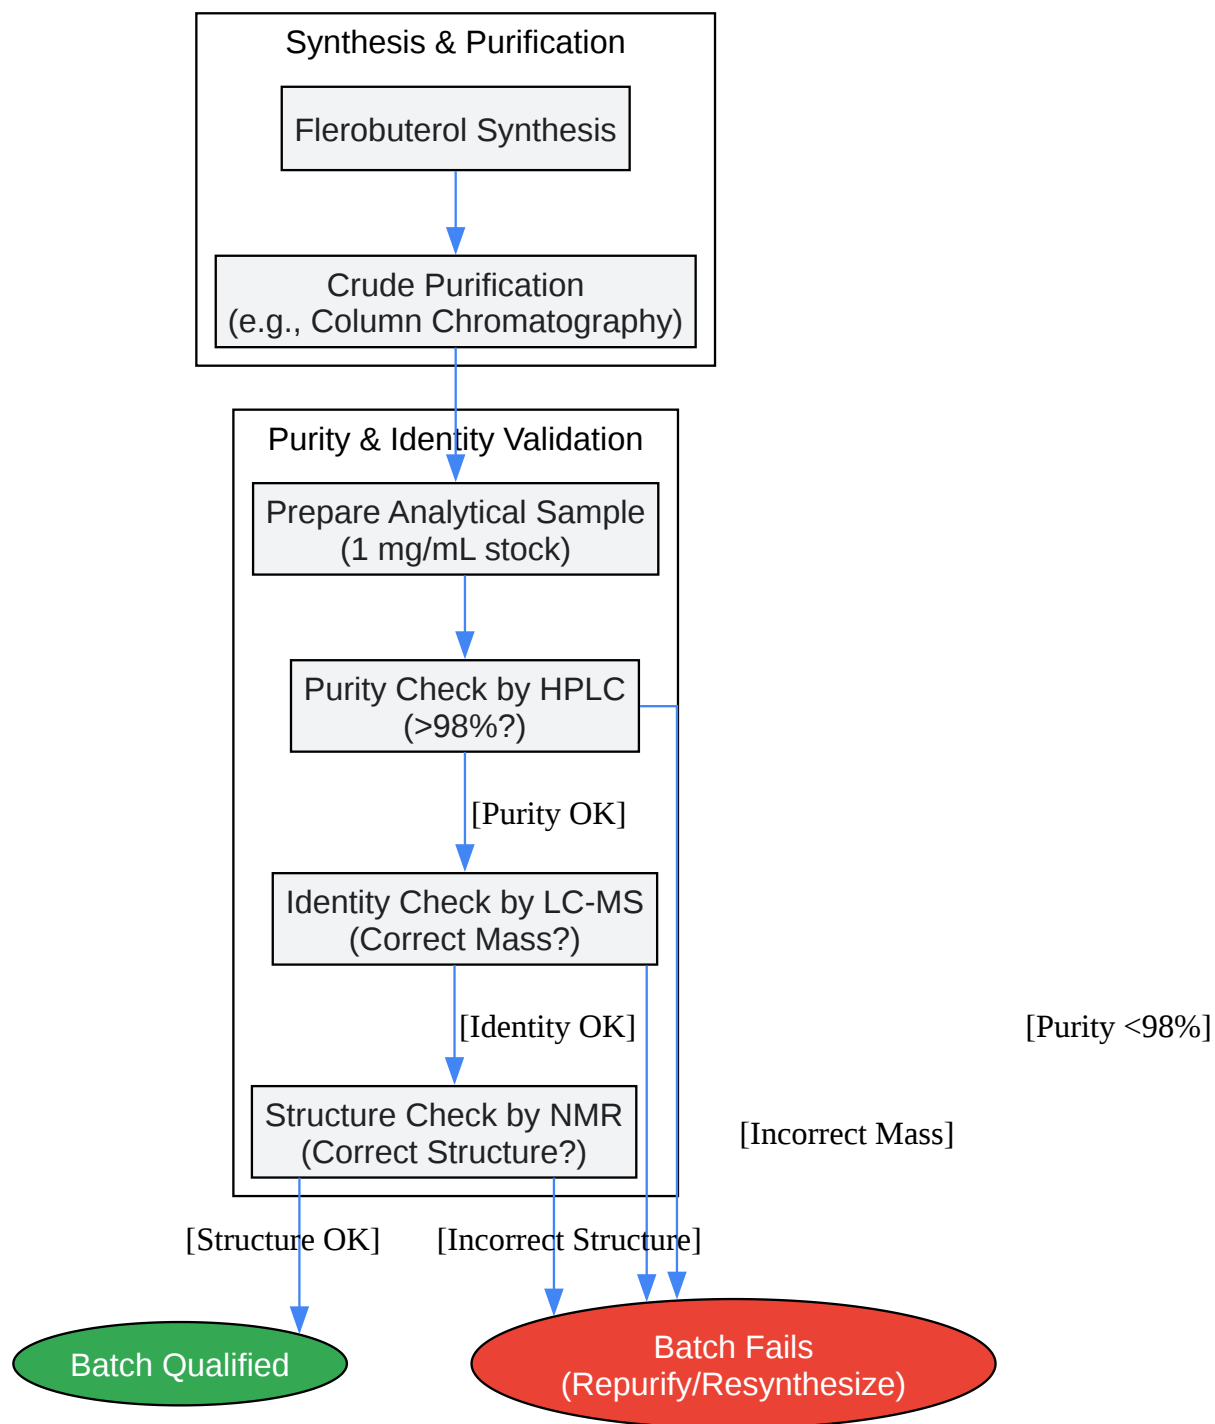 Synthesis & Purification
Flerobuterol Synthesis
Crude Purification
(e.g., Column Chromatography)
Purity & Identity Validation
Prepare Analytical Sample
(1 mg/mL stock)
Purity Check by HPLC
(>98%?)
[Purity OK]
Identity Check by LC-MS
(Correct Mass?)
[Identity OK]
[Purity <98%]
Structure Check by NMR
(Correct Structure?)
[Incorrect Mass]
[Structure OK]
[Incorrect Structure]
Batch Qualified
Batch Fails
(Repurify/Resynthesize)